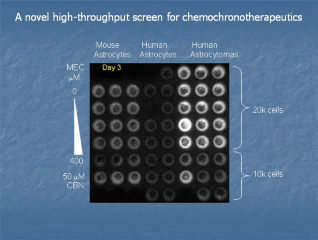 A novel high-throughput screen for chemochronotherapeutics
Mouse Human Human
Astrocytes Astrocytes Astrocytomas
MEC Day 3
µM
0
20k cells
400
10k cells
50 µM
CBN